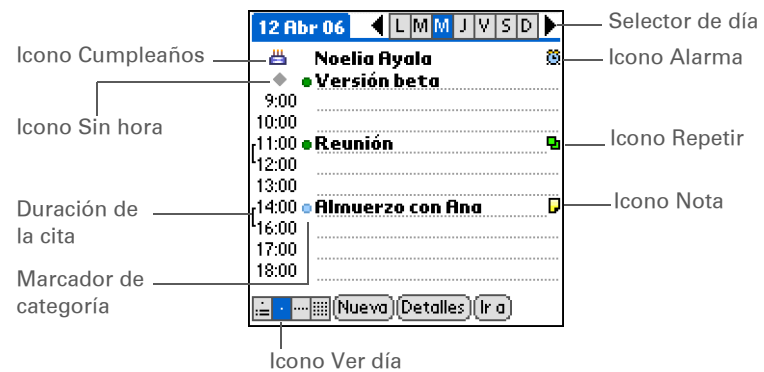 12 Abr 06
L M M J V S D
Selector de día
Icono Cumpleaños
Noelia Ayala
Icono Alarma
Versión beta
9:00
Icono Sin hora
10:00
11:00 Reunión
Icono Repetir
12:00
13:00
Duración de
la cita
14:00 Almuerzo con Ana
Icono Nota
16:00
17:00
Marcador de
categoría
18:00
Nueva Detalles Ir a
Icono Ver día